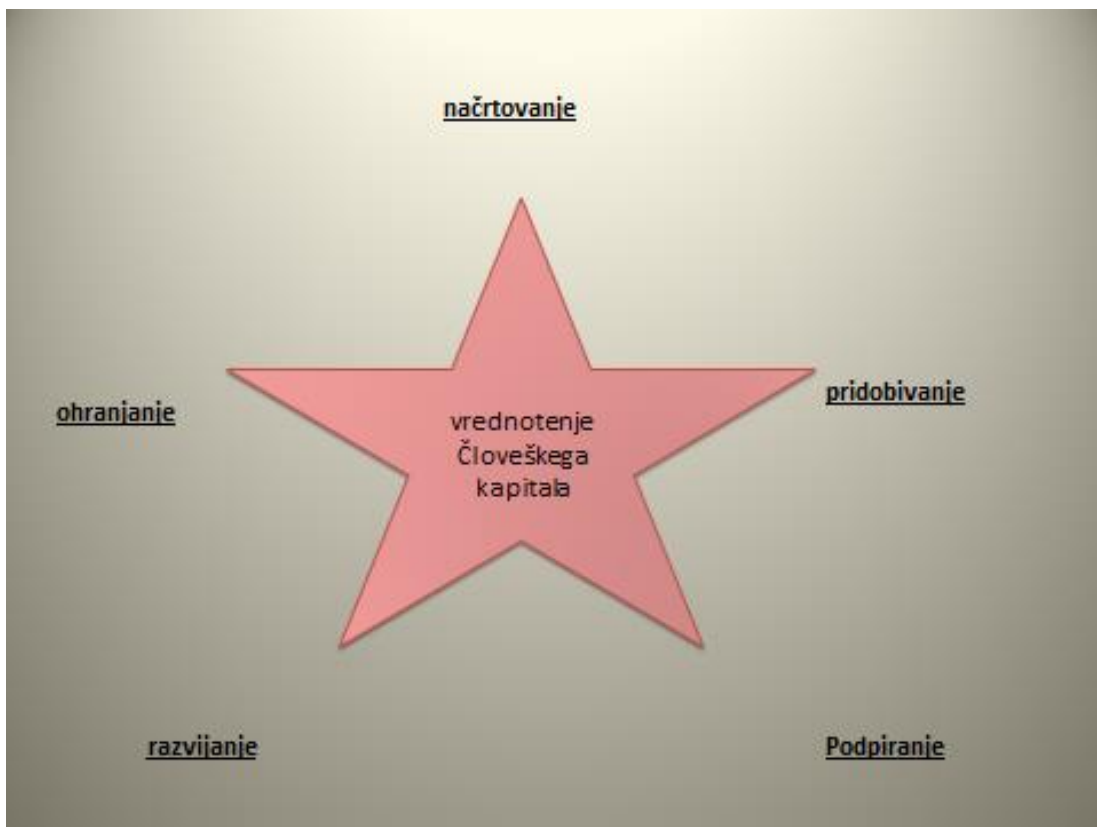 načrtovanje
pridobivanje
ohranjanje
vrednotenje
Človeškega
kapitala
razvijanje
Podpiranje